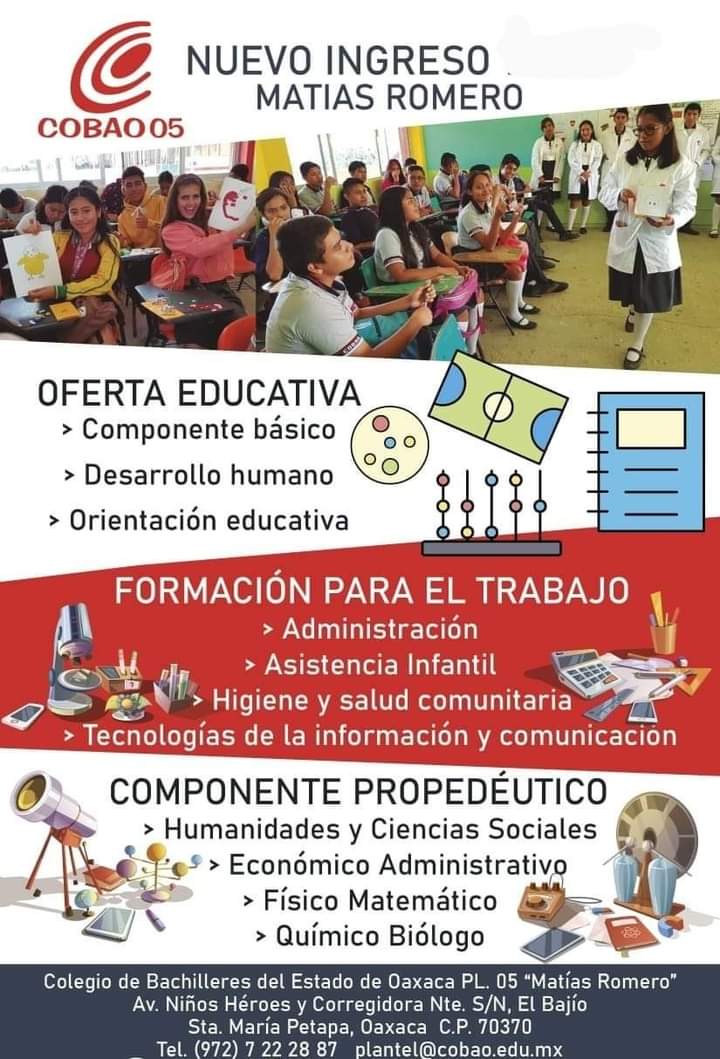 COBAO 05
NUEVO INGRESO
MATIAS ROMERO
OFERTA EDUCATIVA
> Componente básico
> Desarrollo humano
> Orientación educativa
FORMACIÓN PARA EL TRABAJO
> Administración
> Asistencia Infantil
> Higiene y salud comunitaria
> Tecnologías de la información y comunicación
COMPONENTE PROPEDÉUTICO
> Humanidades y Ciencias Sociales
> Económico Administrativo
> Físico Matemático
> Químico Biólogo
Colegio de Bachilleres del Estado de Oaxaca PL. 05 “Matías Romero”
Av. Niños Héroes y Corregidora Nte. S/N, El Bajío
Sta. María Petapa, Oaxaca C.P. 70370
Tel. (972) 7 22 28 87 plantel@cobao.edu.mx